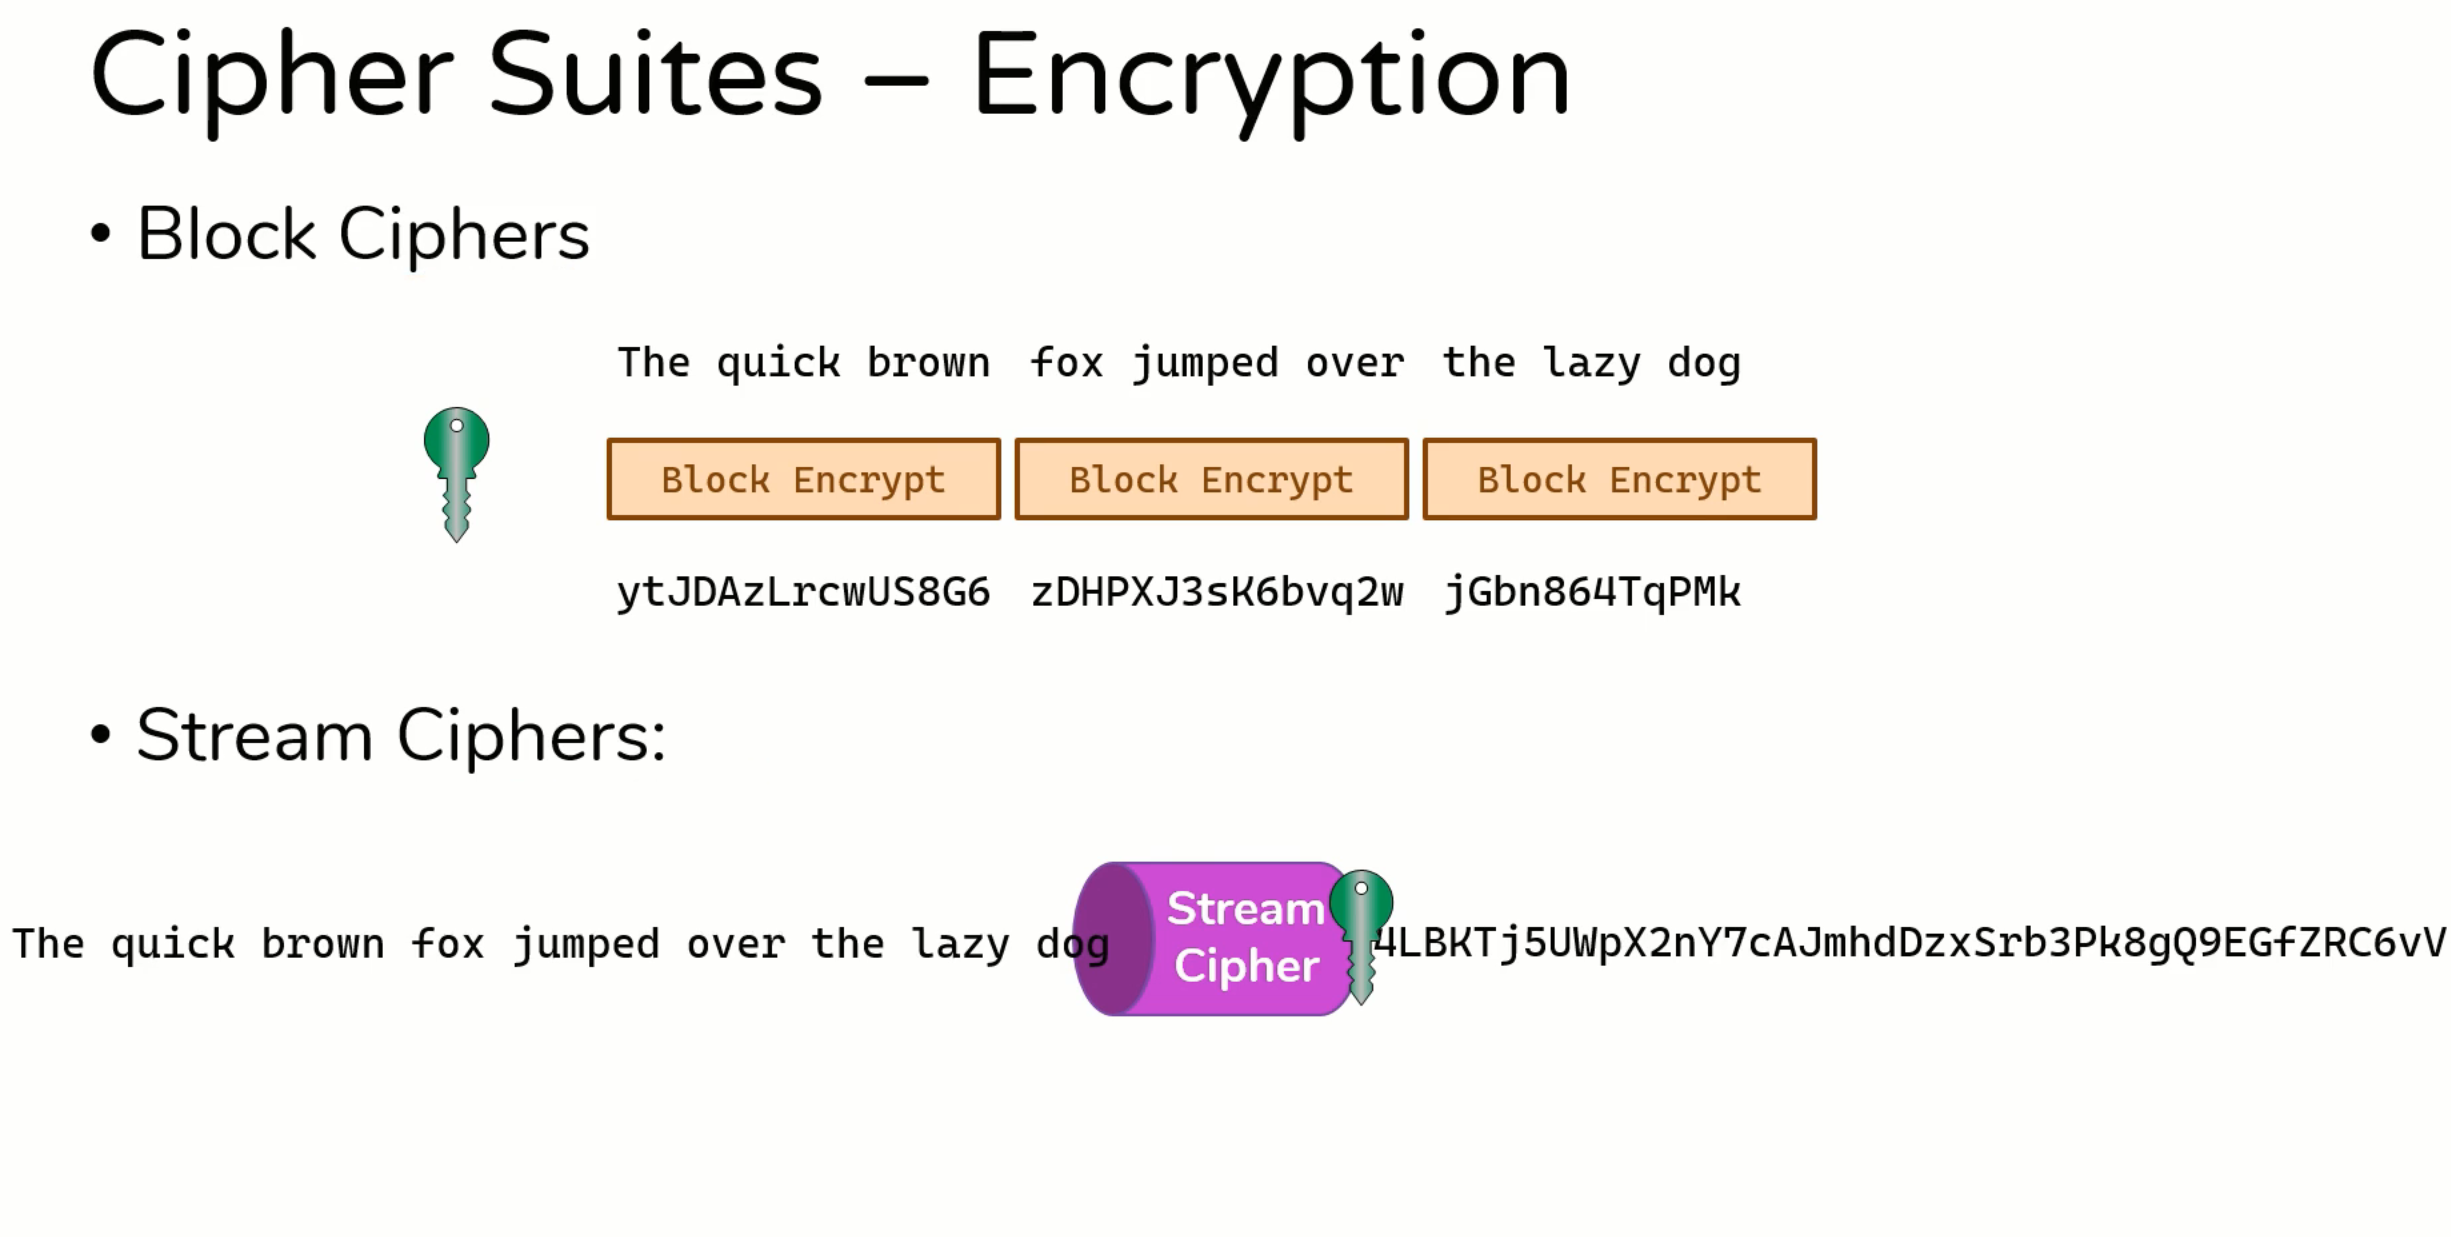 Cipher Suites – Encryption
• Block Ciphers
The quick brown fox jumped over the lazy dog
Block Encrypt Block Encrypt Block Encrypt
ytJDAzLrcwUS8G6 zDHPXJ3sK6bvq2w jGbn864TqPMk
• Stream Ciphers:
The quick brown fox jumped over the lazy dog
Stream
Cipher
4LBKTj5UWpX2nY7cAJmhdDzxSrb3Pk8gQ9EGfZRC6vV